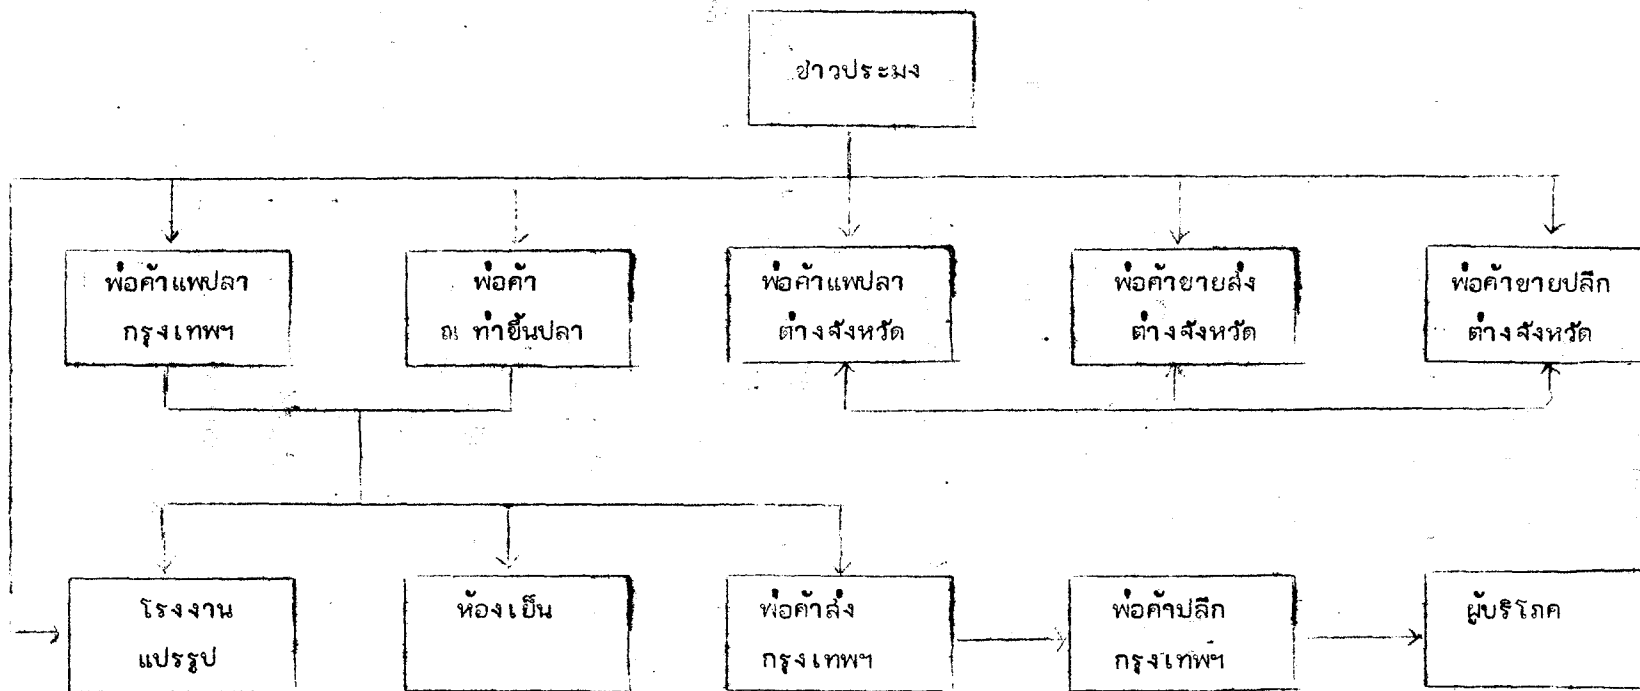 ชาวประมง
พ่อค้าแพปลา
กรุงเทพฯ
พ่อค้า
ณ ท่าขึ้นปลา
พ่อค้าแพปลา
ต่างจังหวัด
พ่อค้าขายส่ง
ต่างจังหวัด
พ่อค้าขายปลีก
ต่างจังหวัด
โรงงาน
แปรรูป
ห้องเย็น
พ่อค้าส่ง
กรุงเทพฯ
พ่อค้าปลีก
กรุงเทพฯ
ผู้บริโภค